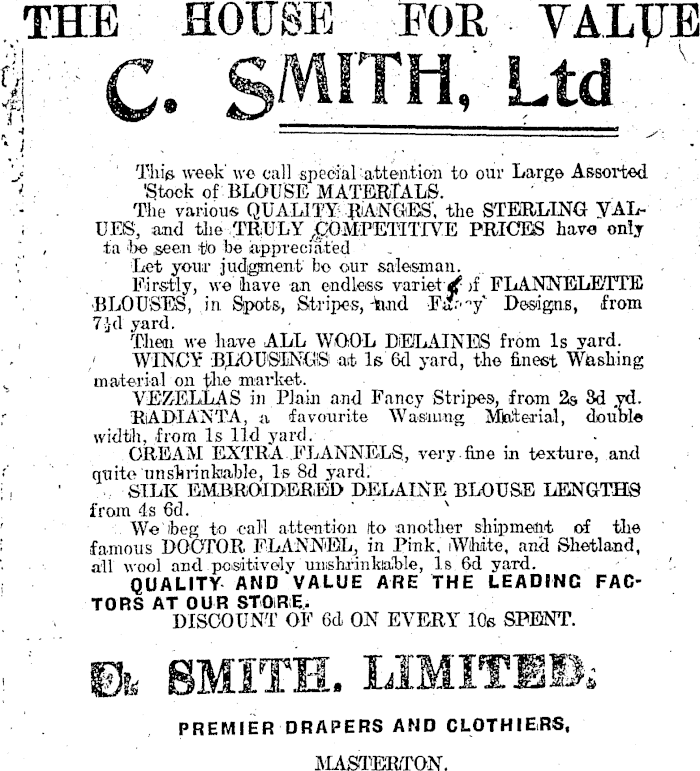 THE HOUSE FOR VALUE
C. SMITH, Ltd
This week we call special attention to our Large Assorted
Stock of BLOUSE MATERIALS.
The various QUALITY RANGES, the STERLING VAL-
UES, and the TRULY COMPETITIVE PRICES have only
to be seen to be appreciated
Let your judgment be our salesman.
Firstly, we have an endless variety of FLANNELETTE
BLOUSES, in Spots, Stripes, and Fancy Designs, from
7½d yard.
Then we have ALL WOOL DELAINES from 1s yard.
WINCY BLOUSINGS at 1s 6d yard, the finest Washing
material on the market.
VEZELLAS in Plain and Fancy Stripes, from 2s 3d yd.
RADIANTA, a favourite Washing Material, double
width, from 1s 11d yard.
CREAM EXTRA FLANNELS, very fine in texture, and
quite unshrinkable, 1s 8d yard.
SILK EMBROIDERED DELAINE BLOUSE LENGTHS
from 4s 6d.
We beg to call attention to another shipment of the
famous DOCTOR FLANNEL, in Pink, White, and Shetland,
all wool and positively unshrinkable, 1s 6d yard.
QUALITY AND VALUE ARE THE LEADING FAC-
TORS AT OUR STORE.
DISCOUNT OF 6d ON EVERY 10s SPENT.
SMITH, LIMITED,
PREMIER DRAPERS AND CLOTHIERS,
MASTERTON.